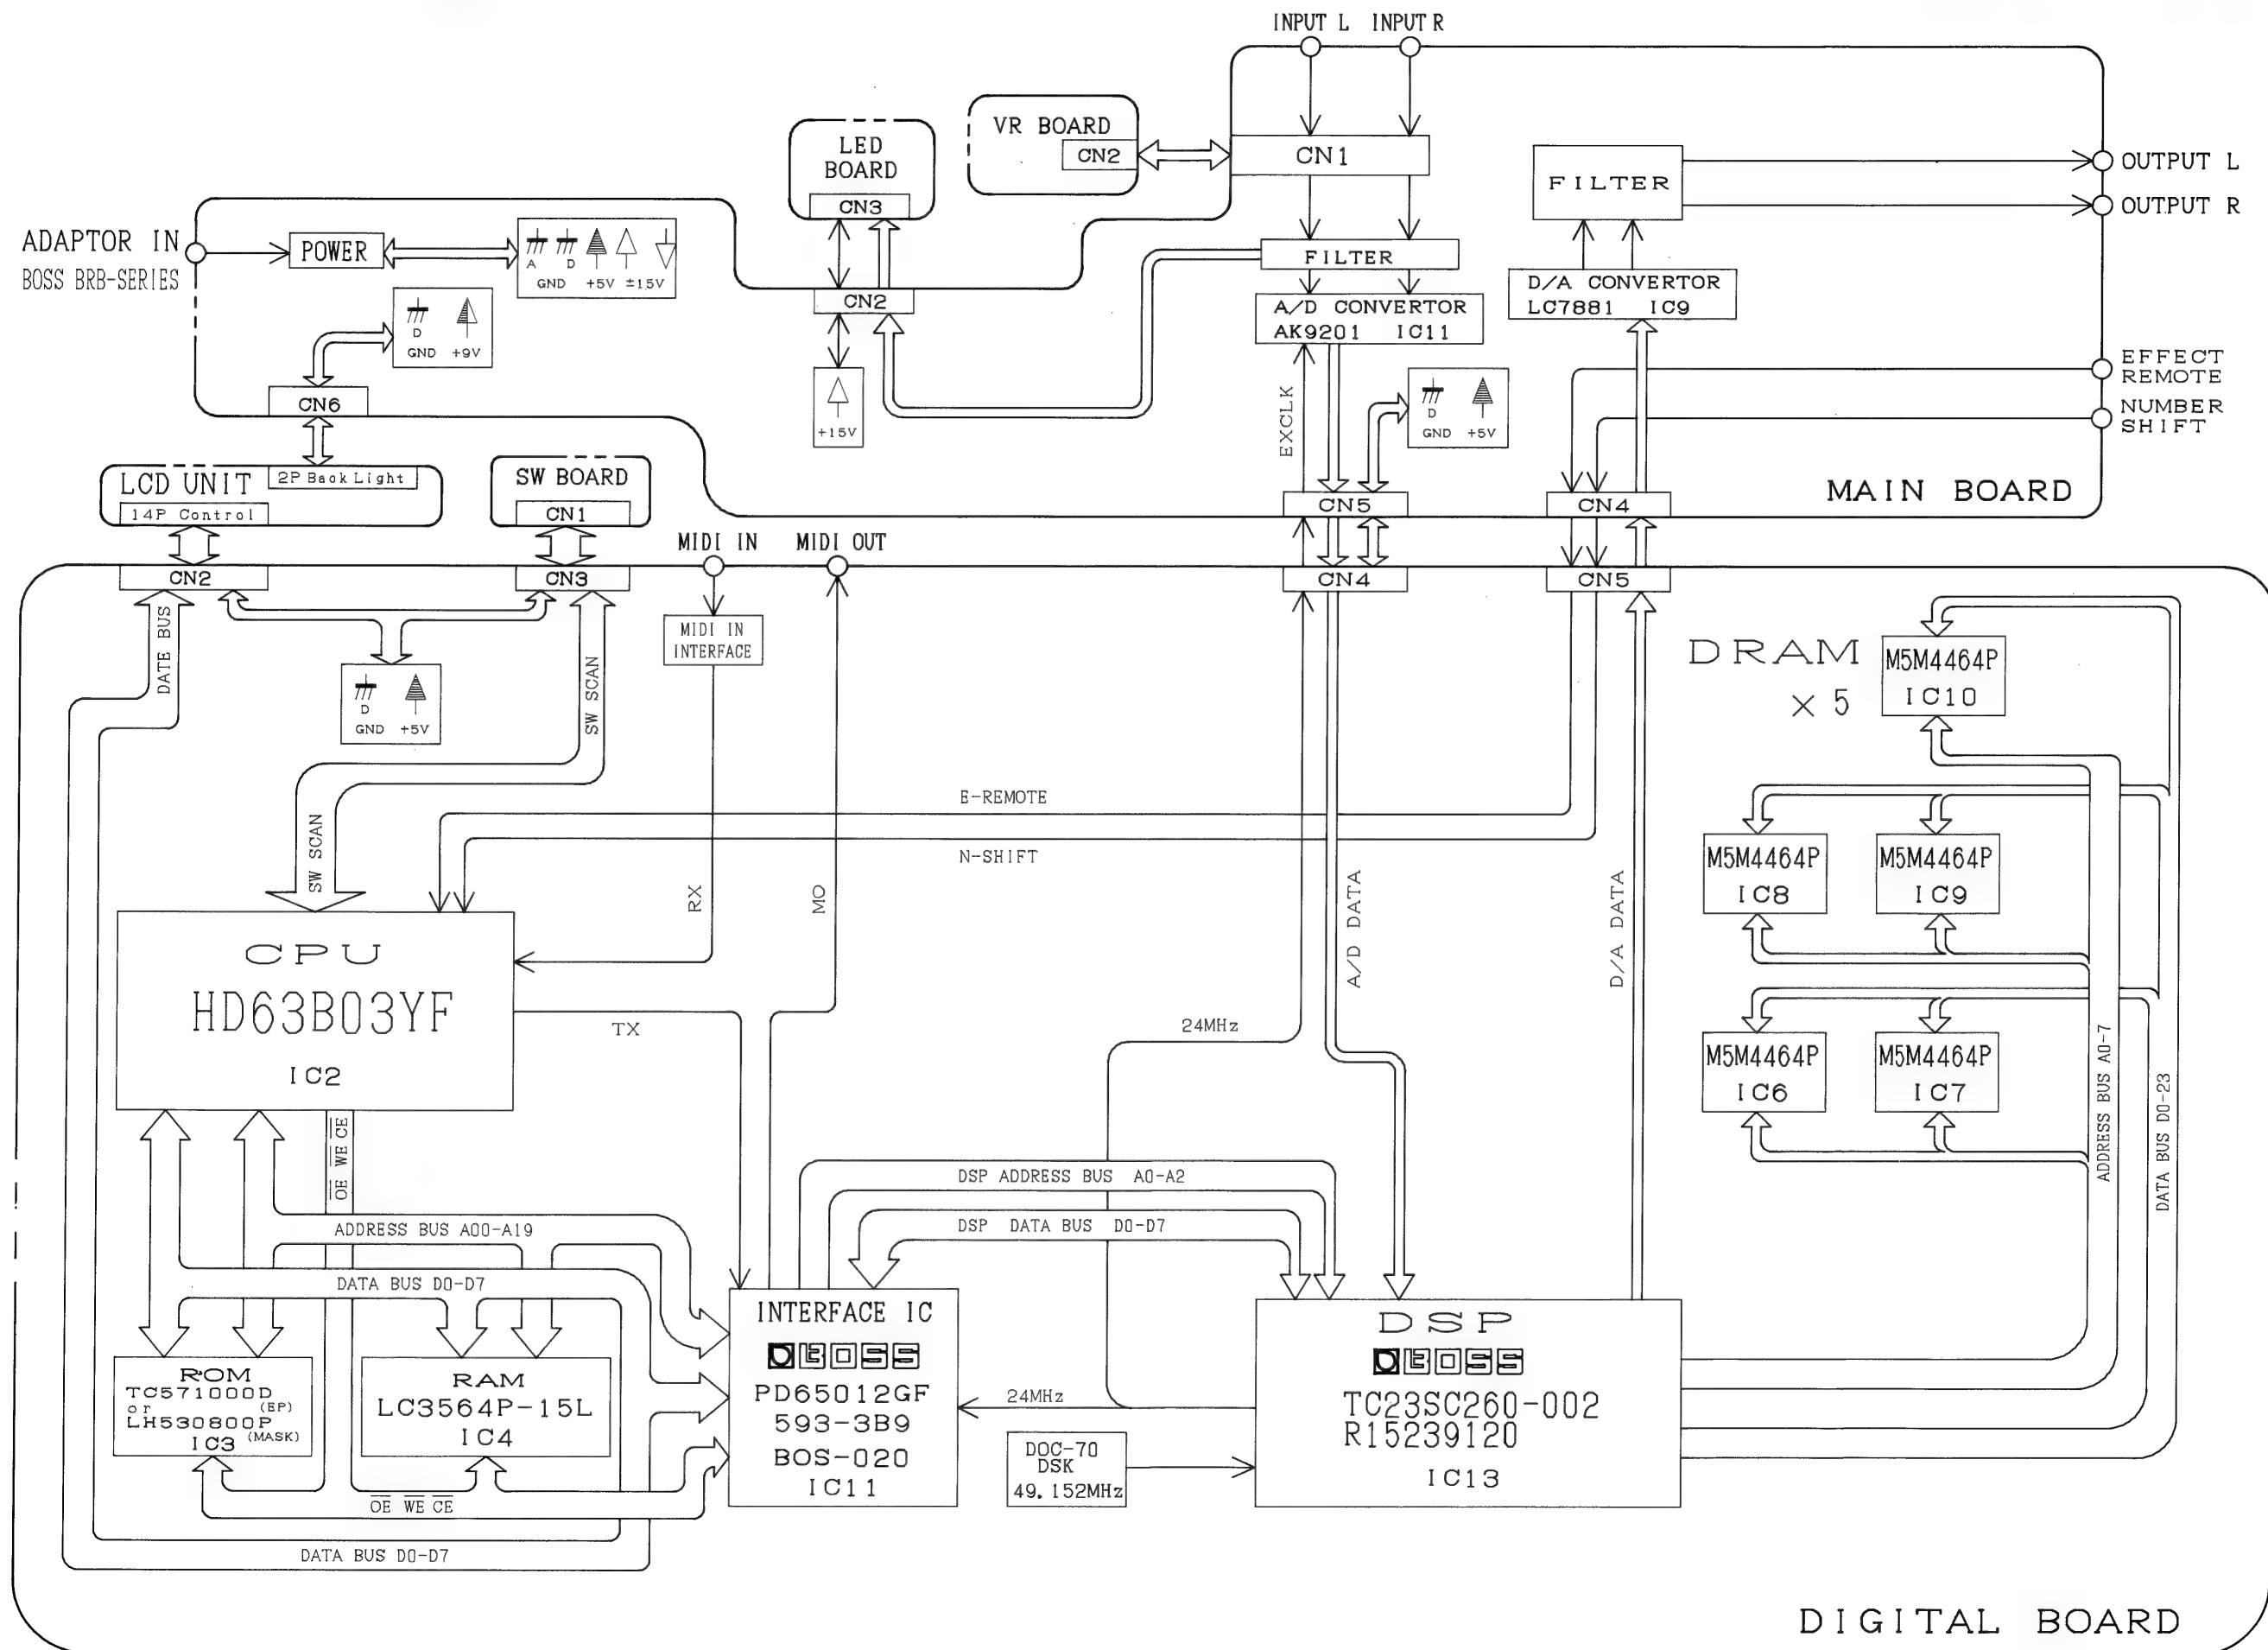 INPUT L INPUT R
VR BOARD
CN2
CN1
LED
BOARD
CN3
FILTER
OUTPUT L
OUTPUT R
ADAPTOR IN
BOSS BRB-SERIES
POWER
A D
GND +5V ±15V
FILTER
D/A CONVERTOR
LC7881 IC9
CN2
A/D CONVERTOR
AK9201 IC11
D
GND +9V
CN6
+15V
EXCLK
D
GND +5V
EFFECT
REMOTE
NUMBER
SHIFT
LCD UNIT
2P Back Light
14P Control
SW BOARD
CN1
CN5
CN4
MAIN BOARD
MIDI IN MIDI OUT
CN2
CN3
CN4
CN5
DATE BUS
MIDI IN
INTERFACE
D
GND +5V
SW SCAN
DRAM
× 5
M5M4464P
IC10
E-REMOTE
N-SHIFT
SW SCAN
RX
MO
A/D DATA
D/A DATA
M5M4464P
IC8
M5M4464P
IC9
CPU
HD63B03YF
IC2
TX
24MHz
M5M4464P
IC6
M5M4464P
IC7
ADDRESS BUS A0-7
DATA BUS D0-23
OE WE CE
DSP ADDRESS BUS A0-A2
DSP DATA BUS D0-D7
ADDRESS BUS A00-A19
DATA BUS D0-D7
ROM
TC571000D
or (EP)
LH530800P
(MASK)
IC3
RAM
LC3564P-15L
IC4
INTERFACE IC
BOSS
PD65012GF
593-3B9
BOS-020
IC11
24MHz
DOC-70
DSK
49.152MHz
DSP
BOSS
TC23SC260-002
R15239120
IC13
OE WE CE
DATA BUS D0-D7
DIGITAL BOARD